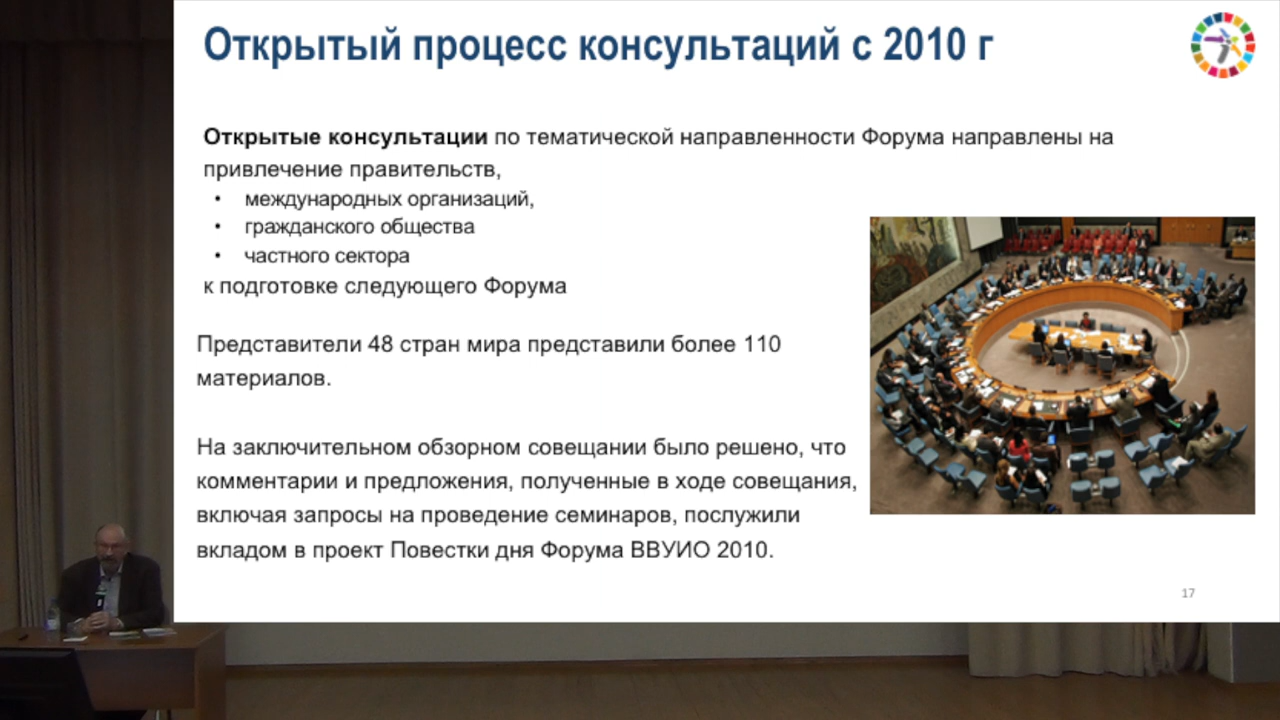 Открытый процесс консультаций с 2010 г
Открытые консультации по тематической направленности Форума направлены на
привлечение правительств,
• международных организаций,
• гражданского общества
• частного сектора
к подготовке следующего Форума
Представители 48 стран мира представили более 110
материалов.
На заключительном обзорном совещании было решено, что
комментарии и предложения, полученные в ходе совещания,
включая запросы на проведение семинаров, послужили
вкладом в проект Повестки дня Форума ВВУИО 2010.
17